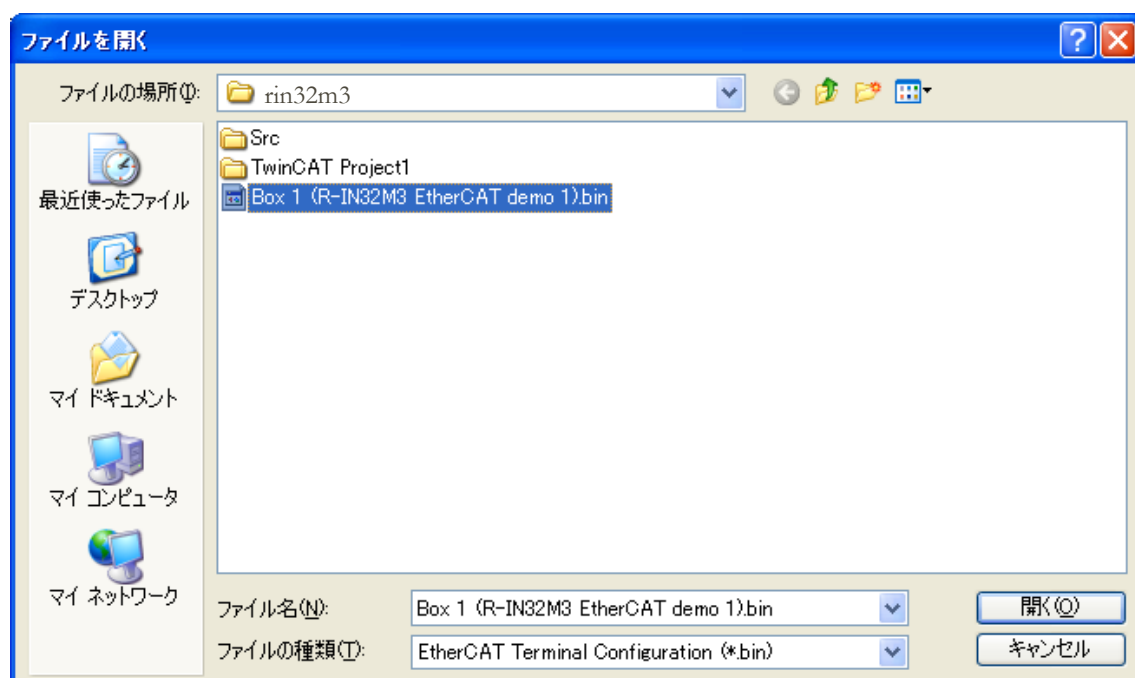 ファイルを開く
ファイルの場所(I):
rin32m3
Src
TwinCAT Project1
Box 1 (R-IN32M3 EtherCAT demo 1).bin
最近使ったファイル
デスクトップ
マイ ドキュメント
マイ コンピュータ
マイ ネットワーク
ファイル名(N):
Box 1 (R-IN32M3 EtherCAT demo 1).bin
開く(O)
ファイルの種類(T):
EtherCAT Terminal Configuration (*.bin)
キャンセル